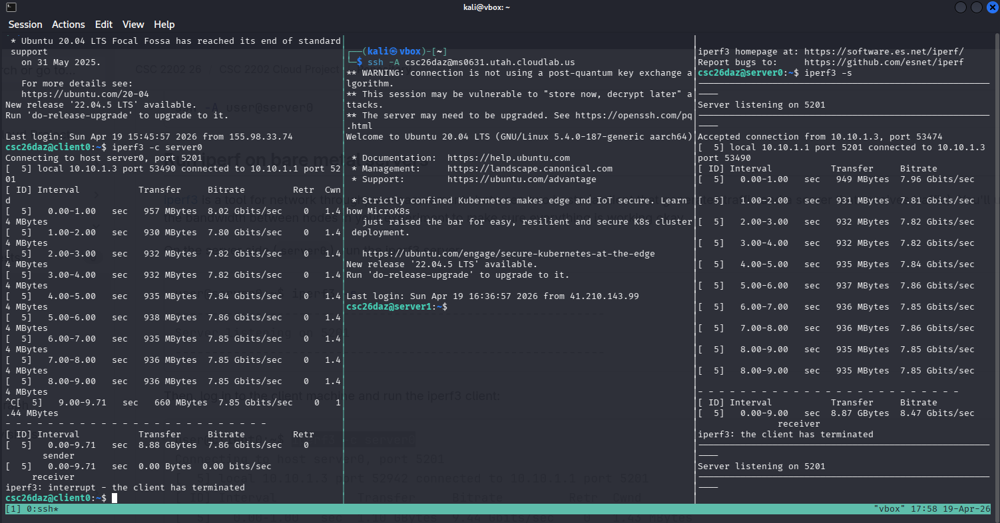 kali@vbox: ~
Session Actions Edit View Help
* Ubuntu 20.04 LTS Focal Fossa has reached its end of standard
support
on 31 May 2025.
For more details see:
https://ubuntu.com/20-04
New release '22.04.5 LTS' available.
Run 'do-release-upgrade' to upgrade to it.
Last login: Sun Apr 19 15:45:57 2026 from 155.98.33.74
csc26daz@client0:~$ iperf3 -c server0
Connecting to host server0, port 5201
[ 5] local 10.10.1.3 port 53490 connected to 10.10.1.1 port 52
01
[ ID] Interval Transfer Bitrate Retr Cwn
d
[ 5] 0.00-1.00 sec 957 MBytes 8.02 Gbits/sec 0 1.4
4 MBytes
[ 5] 1.00-2.00 sec 930 MBytes 7.80 Gbits/sec 0 1.4
4 MBytes
[ 5] 2.00-3.00 sec 932 MBytes 7.82 Gbits/sec 0 1.4
4 MBytes
[ 5] 3.00-4.00 sec 932 MBytes 7.82 Gbits/sec 0 1.4
4 MBytes
[ 5] 4.00-5.00 sec 935 MBytes 7.84 Gbits/sec 0 1.4
4 MBytes
[ 5] 5.00-6.00 sec 938 MBytes 7.86 Gbits/sec 0 1.4
4 MBytes
[ 5] 6.00-7.00 sec 935 MBytes 7.85 Gbits/sec 0 1.4
4 MBytes
[ 5] 7.00-8.00 sec 936 MBytes 7.85 Gbits/sec 0 1.4
4 MBytes
[ 5] 8.00-9.00 sec 936 MBytes 7.85 Gbits/sec 0 1.4
4 MBytes
^C[ 5] 9.00-9.71 sec 660 MBytes 7.85 Gbits/sec 0 1
.44 MBytes
- - - - - - - - - - - - - - - - - - - - - - - - -
[ ID] Interval Transfer Bitrate Retr
[ 5] 0.00-9.71 sec 8.88 GBytes 7.86 Gbits/sec 0
sender
[ 5] 0.00-9.71 sec 0.00 Bytes 0.00 bits/sec
receiver
iperf3: interrupt - the client has terminated
csc26daz@client0:~$
(kali㉿vbox)-[~]
$ ssh -A csc26daz@ms0631.utah.cloudlab.us
** WARNING: connection is not using a post-quantum key exchange a
lgorithm.
** This session may be vulnerable to "store now, decrypt later" a
ttacks.
** The server may need to be upgraded. See https://openssh.com/pq
.html
Welcome to Ubuntu 20.04 LTS (GNU/Linux 5.4.0-187-generic aarch64)
* Documentation: https://help.ubuntu.com
* Management: https://landscape.canonical.com
* Support: https://ubuntu.com/advantage
* Strictly confined Kubernetes makes edge and IoT secure. Learn
how MicroK8s
just raised the bar for easy, resilient and secure K8s cluster
deployment.
https://ubuntu.com/engage/secure-kubernetes-at-the-edge
New release '22.04.5 LTS' available.
Run 'do-release-upgrade' to upgrade to it.
Last login: Sun Apr 19 16:36:57 2026 from 41.210.143.99
csc26daz@server1:~$
iperf3 homepage at: https://software.es.net/iperf/
Report bugs to: https://github.com/esnet/iperf
csc26daz@server0:~$ iperf3 -s
Server listening on 5201
Accepted connection from 10.10.1.3, port 53474
[ 5] local 10.10.1.1 port 5201 connected to 10.10.1.3
port 53490
[ ID] Interval Transfer Bitrate
[ 5] 0.00-1.00 sec 949 MBytes 7.96 Gbits/sec
[ 5] 1.00-2.00 sec 931 MBytes 7.81 Gbits/sec
[ 5] 2.00-3.00 sec 932 MBytes 7.82 Gbits/sec
[ 5] 3.00-4.00 sec 932 MBytes 7.82 Gbits/sec
[ 5] 4.00-5.00 sec 935 MBytes 7.84 Gbits/sec
[ 5] 5.00-6.00 sec 937 MBytes 7.86 Gbits/sec
[ 5] 6.00-7.00 sec 936 MBytes 7.85 Gbits/sec
[ 5] 7.00-8.00 sec 936 MBytes 7.86 Gbits/sec
[ 5] 8.00-9.00 sec 935 MBytes 7.85 Gbits/sec
[ 5] 8.00-9.00 sec 935 MBytes 7.85 Gbits/sec
- - - - - - - - - - - - - - - - - - - - - - - - -
[ ID] Interval Transfer Bitrate
[ 5] 0.00-9.00 sec 8.87 GBytes 8.47 Gbits/sec
receiver
iperf3: the client has terminated
Server listening on 5201
[1] 0:ssh* "vbox" 17:58 19-Apr-26